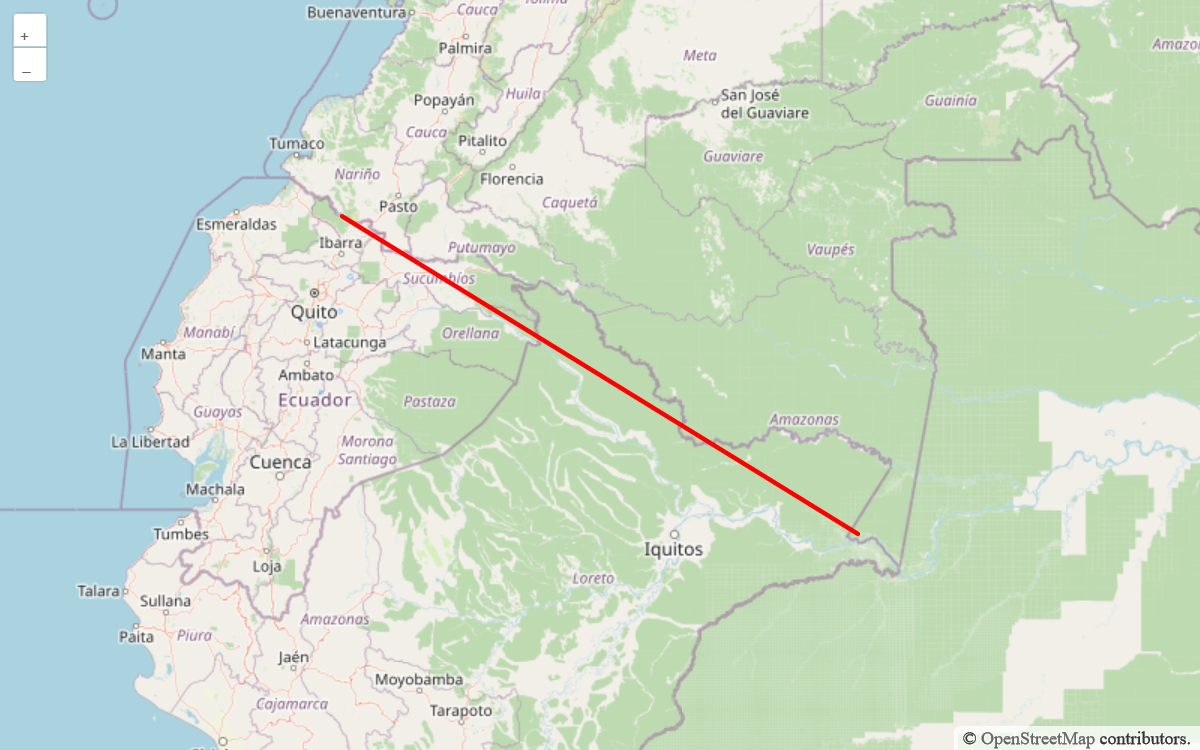 +
–
Buenaventura
Cauca
Tolima
Palmira
Meta
Amazo
Popayán
Huila
San José
del Guaviare
Guainía
Cauca
Tumaco
Pitalito
Guaviare
Nariño
Florencia
Pasto
Caquetá
Esmeraldas
Ibarra
Putumayo
Vaupés
Sucumbíos
Quito
Manabí
Orellana
Latacunga
Manta
Ambato
Ecuador
Pastaza
Guayas
Amazonas
La Libertad
Morona
Santiago
Cuenca
Machala
Tumbes
Iquitos
Loja
Loreto
Talara
Sullana
Amazonas
Paita
Piura
Jaén
Moyobamba
Cajamarca
Tarapoto
© OpenStreetMap contributors.